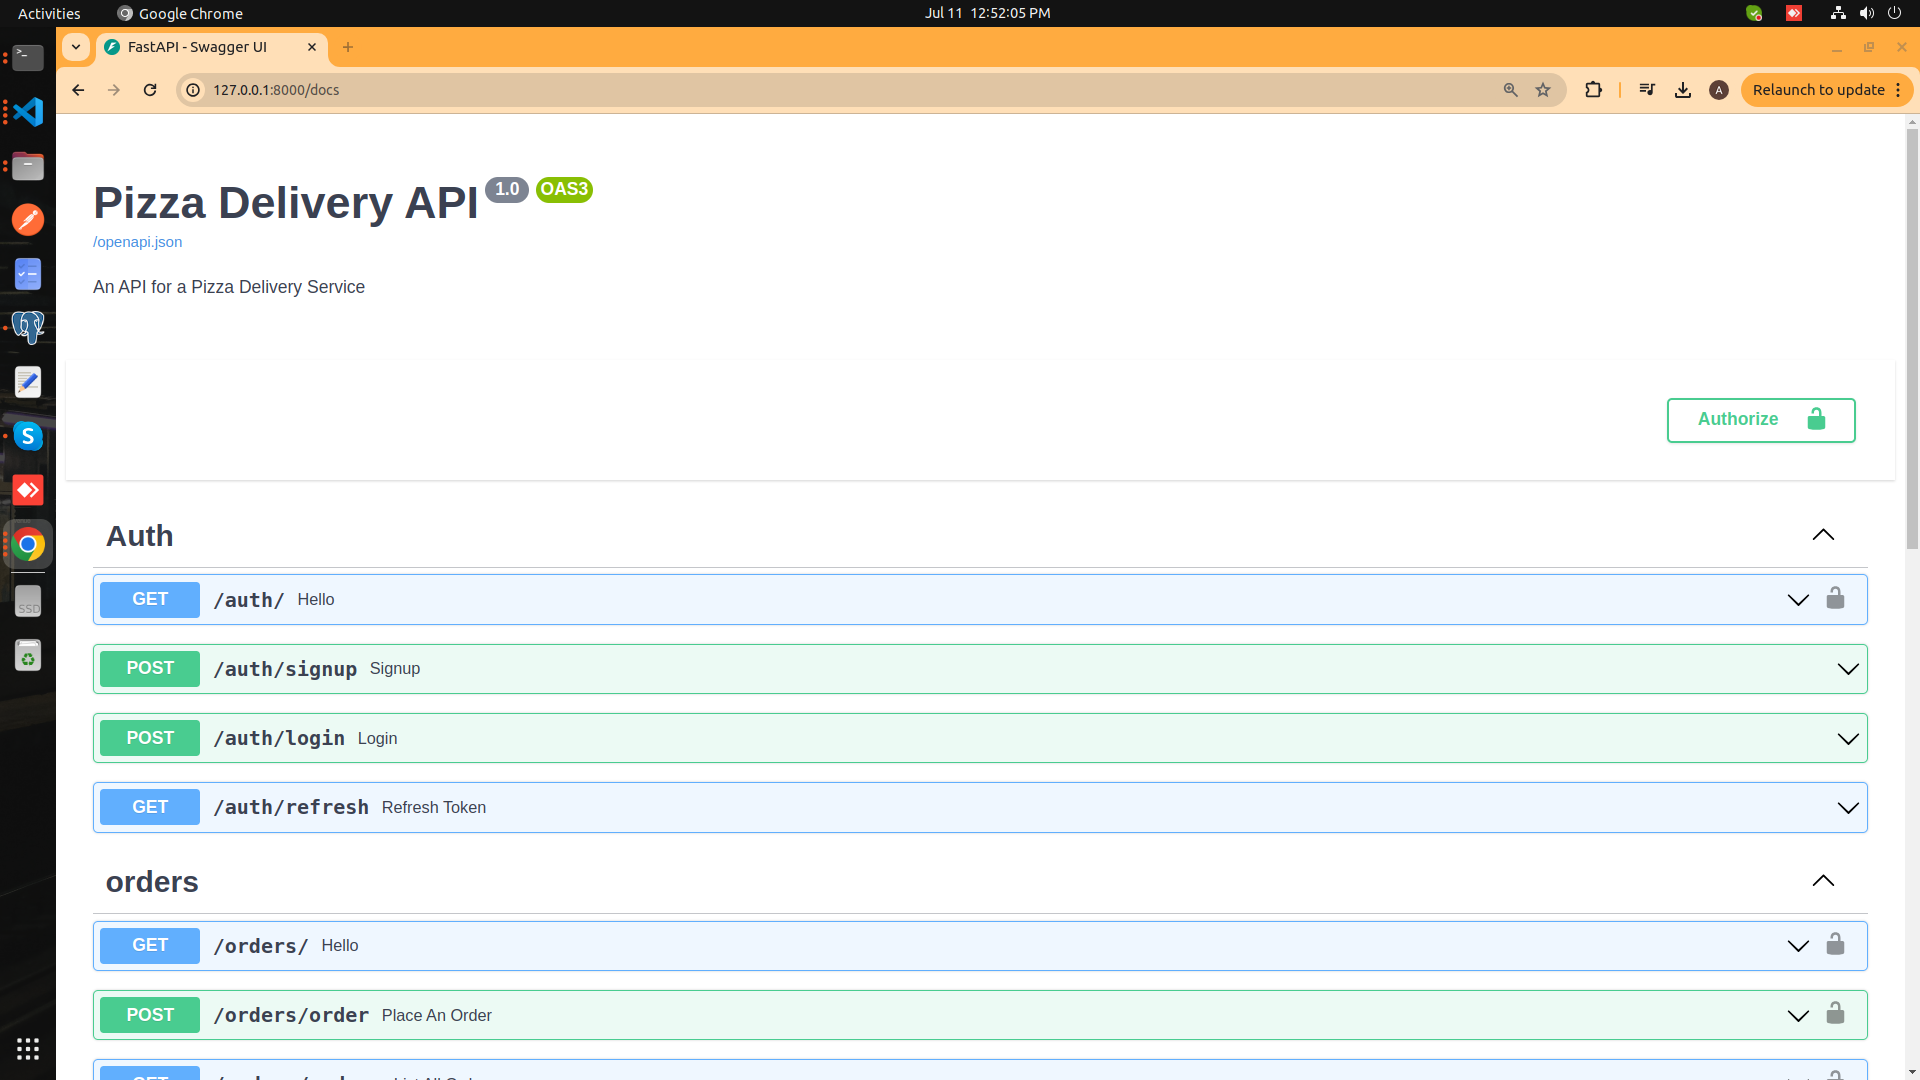 Activities Google Chrome Jul 11 12:52:05 PM
FastAPI - Swagger UI
127.0.0.1:8000/docs A Relaunch to update
Pizza Delivery API 1.0 OAS3
/openapi.json
An API for a Pizza Delivery Service
Authorize
Auth
GET /auth/ Hello
POST /auth/signup Signup
POST /auth/login Login
GET /auth/refresh Refresh Token
orders
GET /orders/ Hello
POST /orders/order Place An Order
GET
S
SSD